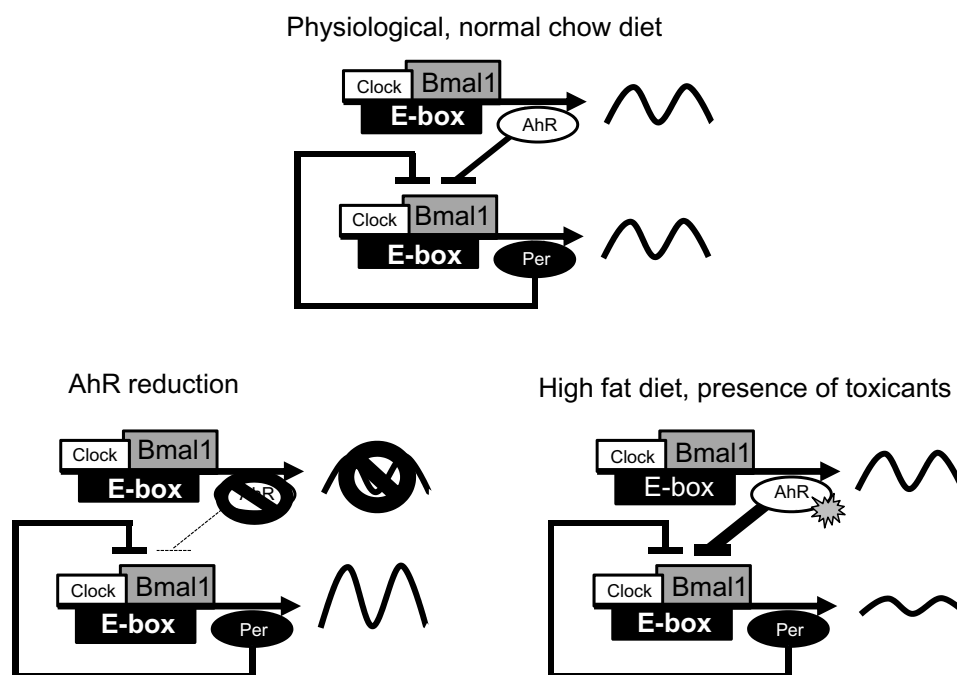 Physiological, normal chow diet
Clock
Bmal1
E-box
AhR
Clock
Bmal1
E-box
Per
AhR reduction
Clock
Bmal1
E-box
AhR
Clock
Bmal1
E-box
Per
High fat diet, presence of toxicants
Clock
Bmal1
E-box
AhR
Clock
Bmal1
E-box
Per